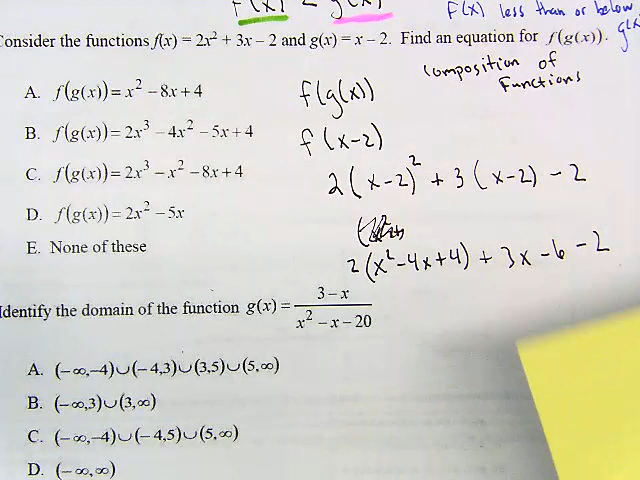 F(x) ≤ g(x)
F(x) less than or below g(x)
Consider the functions f(x) = 2x² + 3x – 2 and g(x) = x – 2. Find an equation for f(g(x)).
Composition of
Functions
A. f(g(x)) = x² – 8x + 4
f(g(x))
B. f(g(x)) = 2x³ – 4x² – 5x + 4
f(x-2)
C. f(g(x)) = 2x³ – x² – 8x + 4
2(x-2)² + 3(x-2) - 2
D. f(g(x)) = 2x² – 5x
E. None of these
2(x²-4x+4) + 3x - 6 - 2
Identify the domain of the function g(x) = (3 – x)/(x² – x – 20)
A. (–∞,–4)∪(–4,3)∪(3,5)∪(5,∞)
B. (–∞,3)∪(3,∞)
C. (–∞,–4)∪(–4,5)∪(5,∞)
D. (–∞,∞)